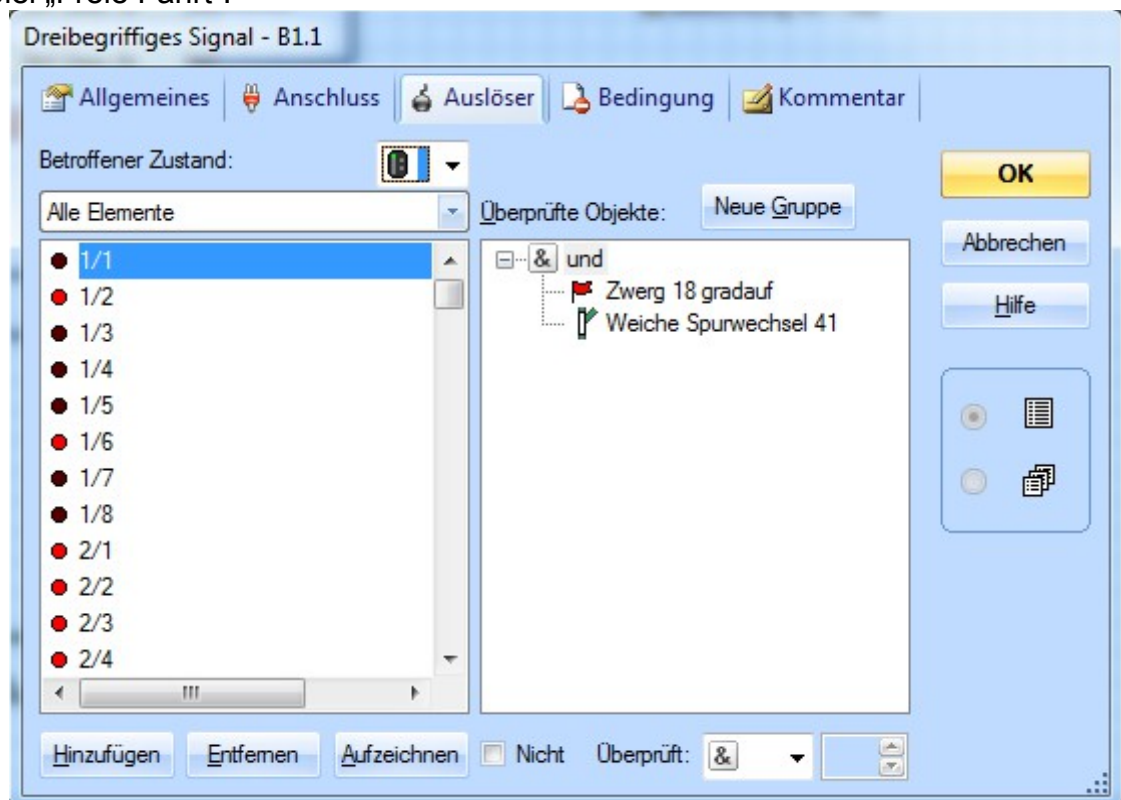 „Freie Fahrt“.
Dreibegriffiges Signal - B1.1
Allgemeines Anschluss Auslöser Bedingung Kommentar
Betroffener Zustand:
Alle Elemente
Überprüfte Objekte: Neue Gruppe
1/1
1/2
1/3
1/4
1/5
1/6
1/7
1/8
2/1
2/2
2/3
2/4
& und
Zwerg 18 gradauf
Weiche Spurwechsel 41
OK
Abbrechen
Hilfe
Hinzufügen Entfernen Aufzeichnen Nicht Überprüft: &